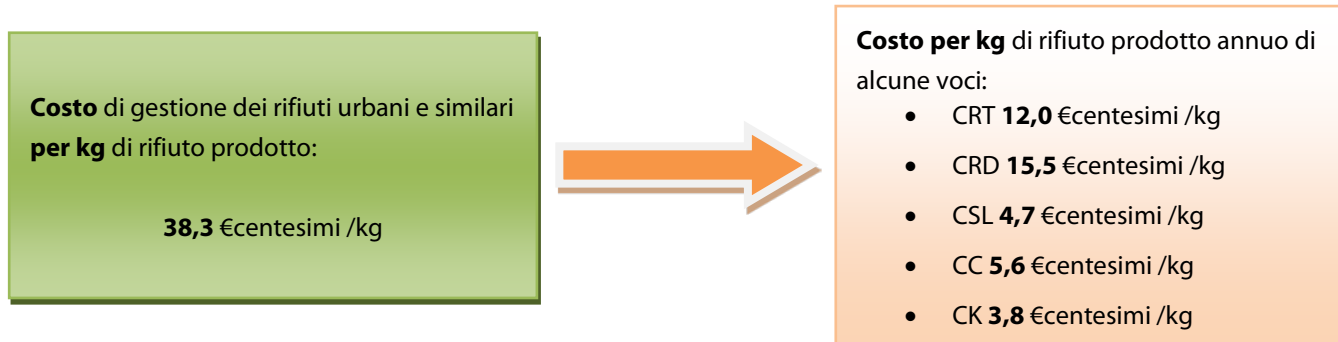 Costo di gestione dei rifiuti urbani e similari
per kg di rifiuto prodotto:
38,3 €centesimi /kg
Costo per kg di rifiuto prodotto annuo di
alcune voci:
• CRT 12,0 €centesimi /kg
• CRD 15,5 €centesimi /kg
• CSL 4,7 €centesimi /kg
• CC 5,6 €centesimi /kg
• CK 3,8 €centesimi /kg